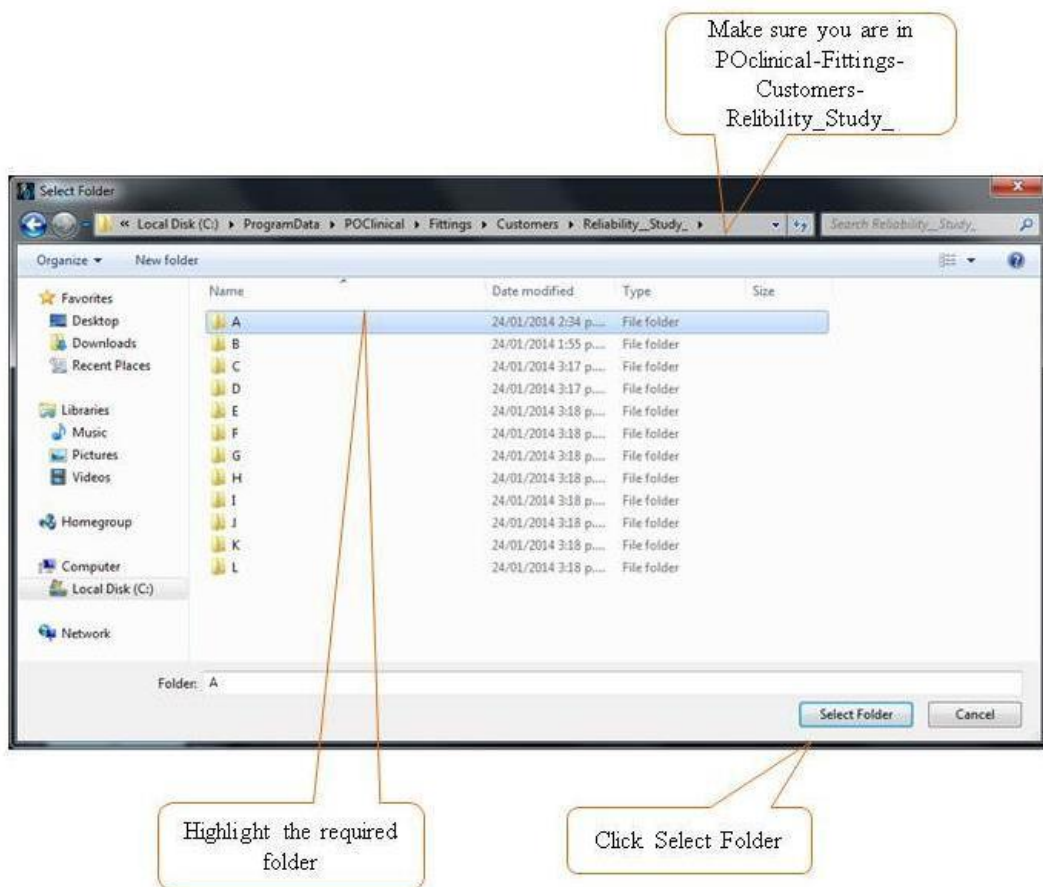 Make sure you are in
POclinical-Fittings-
Customers-
Relibility_Study_
Select Folder
« Local Disk (C:) ▸ ProgramData ▸ POClinical ▸ Fittings ▸ Customers ▸ Reliability__Study_ ▸
Search Reliability__Study_
Organize ▾ New folder
Name Date modified Type Size
Favorites
Desktop
Downloads
Recent Places
Libraries
Music
Pictures
Videos
Homegroup
Computer
Local Disk (C:)
Network
A 24/01/2014 2:34 p.... File folder
B 24/01/2014 1:55 p.... File folder
C 24/01/2014 3:17 p.... File folder
D 24/01/2014 3:17 p.... File folder
E 24/01/2014 3:18 p.... File folder
F 24/01/2014 3:18 p.... File folder
G 24/01/2014 3:18 p.... File folder
H 24/01/2014 3:18 p.... File folder
I 24/01/2014 3:18 p.... File folder
J 24/01/2014 3:18 p.... File folder
K 24/01/2014 3:18 p.... File folder
L 24/01/2014 3:18 p.... File folder
Folder: A
Select Folder Cancel
Highlight the required
folder
Click Select Folder